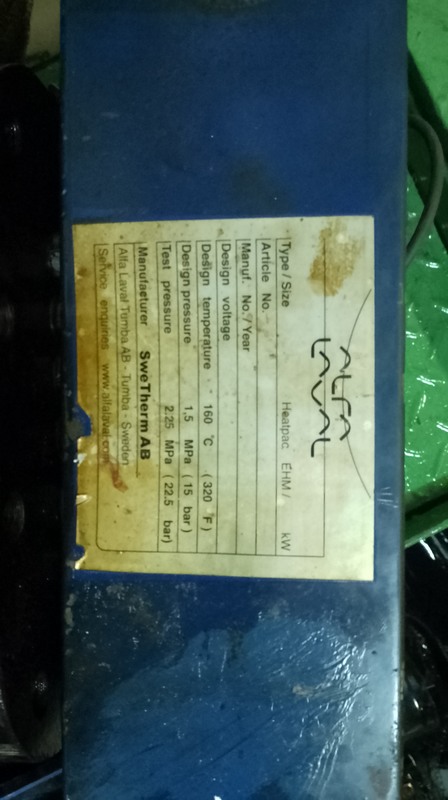 ALFA
LAVAL
Type / Size Heatpac EHM / kW
Article No.
Manuf. No. / Year
Design voltage
Design temperature 160 °C ( 320 °F )
Design pressure 1,5 MPa ( 15 bar )
Test pressure 2.25 MPa ( 22.5 bar)
Manufacturer SweTherm AB
Alfa Laval Tumba AB - Tumba - Sweden
Service enquiries www.alfalaval.com